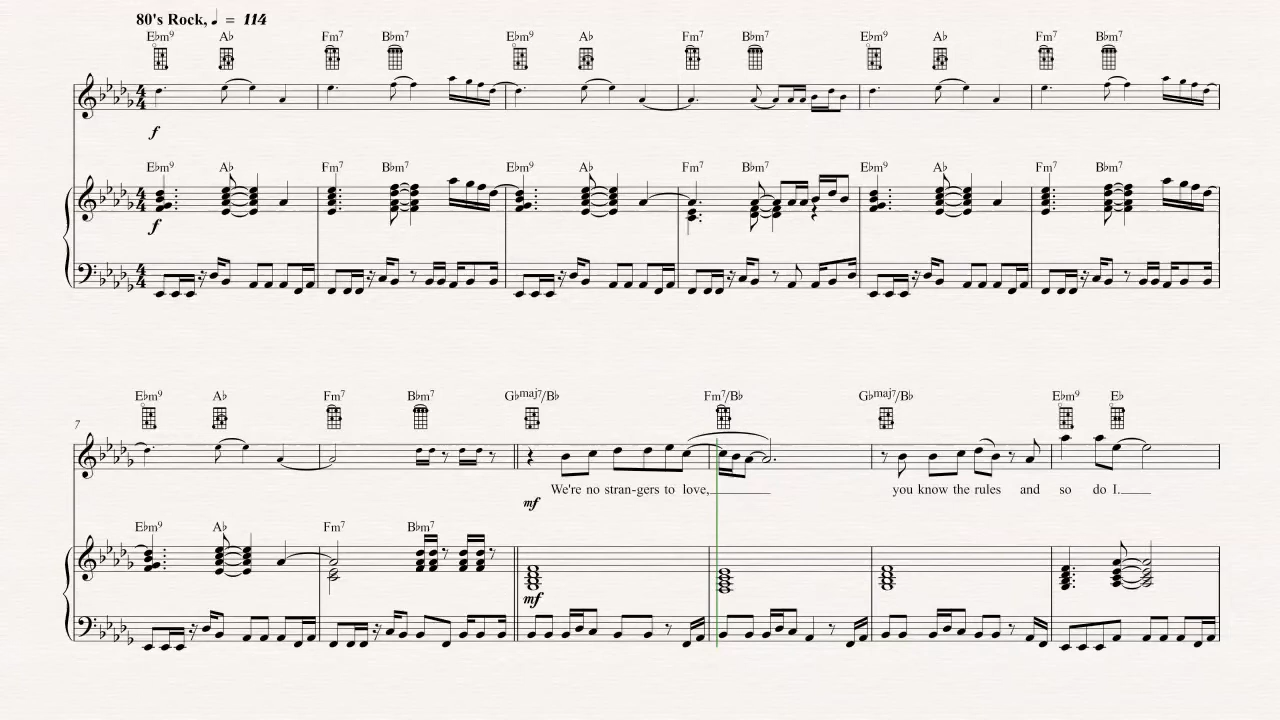 80's Rock, ♩ = 114
E♭m9 A♭ Fm7 B♭m7 E♭m9 A♭ Fm7 B♭m7 E♭m9 A♭ Fm7 B♭m7
f
E♭m9 A♭ Fm7 B♭m7 E♭m9 A♭ Fm7 B♭m7 E♭m9 A♭ Fm7 B♭m7
f
E♭m9 A♭ Fm7 B♭m7 G♭maj7/B♭ Fm7/B♭ G♭maj7/B♭ E♭m9 E♭
7
We're no stran-gers to love, you know the rules and so do I.
mf
E♭m9 A♭ Fm7 B♭m7
mf